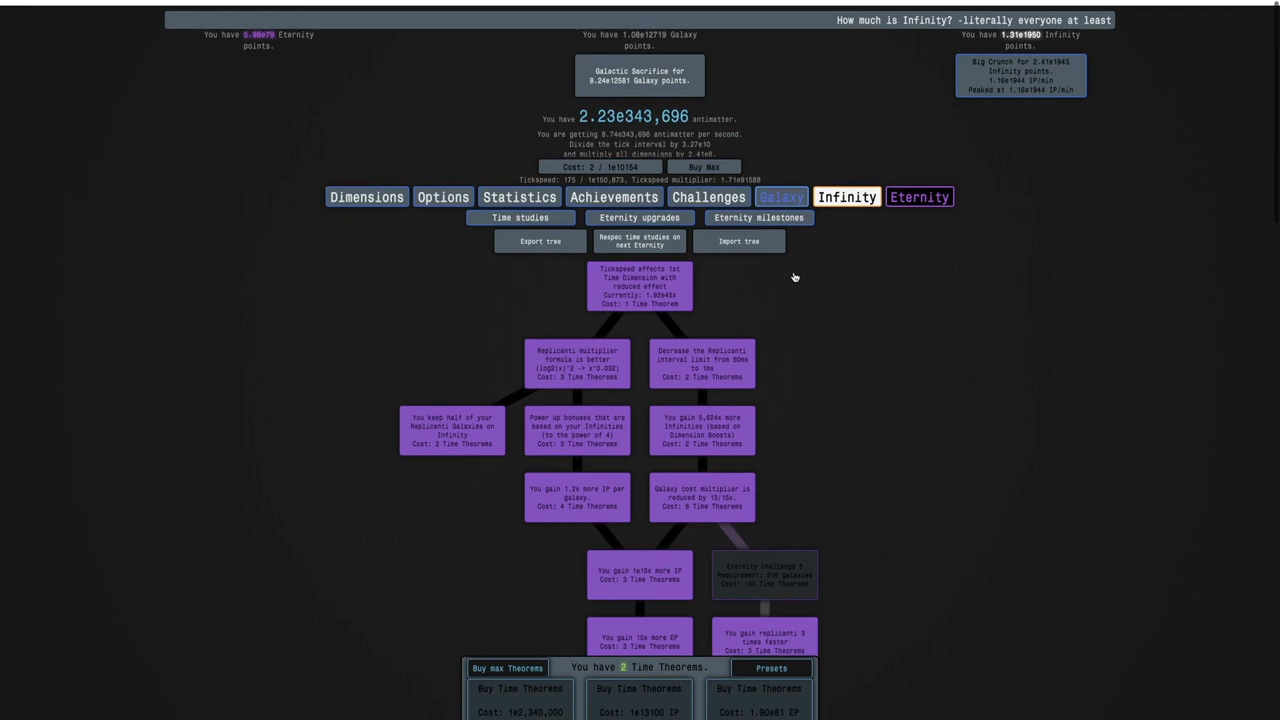 How much is Infinity? -literally everyone at least
You have 5.98e79 Eternity
points.
You have 1.08e12719 Galaxy
points.
You have 1.31e1950 Infinity
points.
Galactic Sacrifice for
8.24e12581 Galaxy points.
Big Crunch for 2.41e1943
Infinity points.
1.16e1944 IP/min
Peaked at 1.16e1944 IP/min
You have 2.23e343,696 antimatter.
You are getting 8.74e343,696 antimatter per second.
Divide the tick interval by 3.27e10
and multiply all dimensions by 2.41e6.
Cost: 2 / 1e10154
Buy Max
Tickspeed: 175 / 1e150,873, Tickspeed multiplier: 1.71e91588
Dimensions
Options
Statistics
Achievements
Challenges
Galaxy
Infinity
Eternity
Time studies
Eternity upgrades
Eternity milestones
Export tree
Respec time studies on
next Eternity
Import tree
Tickspeed affects 1st
Time Dimension with
reduced effect
Currently: 1.92e45x
Cost: 1 Time Theorem
Replicanti multiplier
formula is better
(log2(x)^2 -> x^0.032)
Cost: 3 Time Theorems
Decrease the Replicanti
interval limit from 50ms
to 1ms
Cost: 2 Time Theorems
You keep half of your
Replicanti Galaxies on
Infinity
Cost: 2 Time Theorems
Power up bonuses that are
based on your Infinities
(to the power of 4)
Cost: 3 Time Theorems
You gain 5,624x more
Infinities (based on
Dimension Boosts)
Cost: 2 Time Theorems
You gain 1.2x more IP per
galaxy.
Cost: 4 Time Theorems
Galaxy cost multiplier is
reduced by 13/15x.
Cost: 6 Time Theorems
You gain 1e15x more IP
Cost: 3 Time Theorems
Eternity Challenge 5
Requirement: 216 galaxies
Cost: 130 Time Theorems
You gain 10x more EP
Cost: 3 Time Theorems
You gain replicanti 3
times faster
Cost: 3 Time Theorems
Buy max Theorems
You have 2 Time Theorems.
Presets
Buy Time Theorems
Cost: 1e2,340,000
Buy Time Theorems
Cost: 1e13100 IP
Buy Time Theorems
Cost: 1.90e81 EP